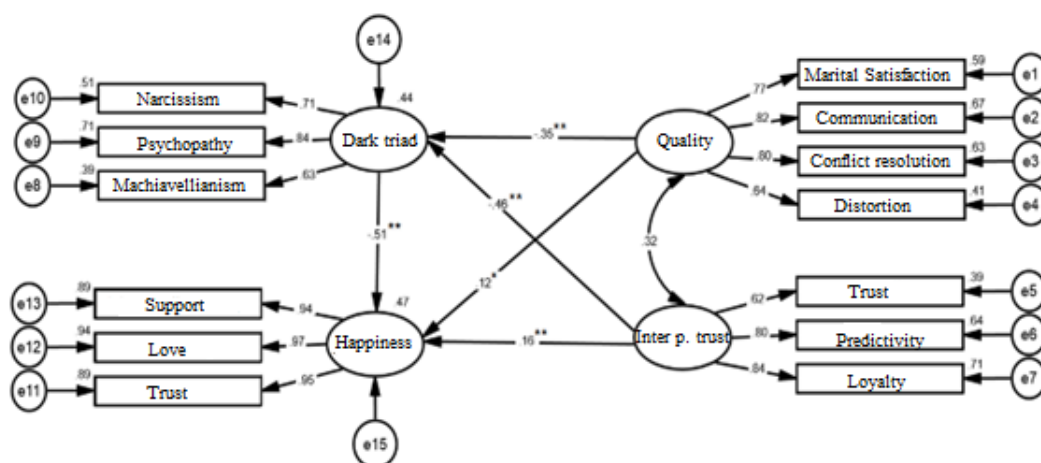 e14
.51
e10
Narcissism
.71
.44
.71
e9
Psychopathy
.84
Dark triad
.39
e8
Machiavellianism
.63
-.35**
Quality
.77
Marital Satisfaction
.59
e1
.82
Communication
.67
e2
.80
Conflict resolution
.63
e3
.64
Distortion
.41
e4
-.51**
-.46**
.12*
.32
.89
e13
Support
.94
.47
.94
e12
Love
.97
Happiness
.89
e11
Trust
.95
.16**
Inter p. trust
.62
Trust
.39
e5
.80
Predictivity
.64
e6
.84
Loyalty
.71
e7
e15